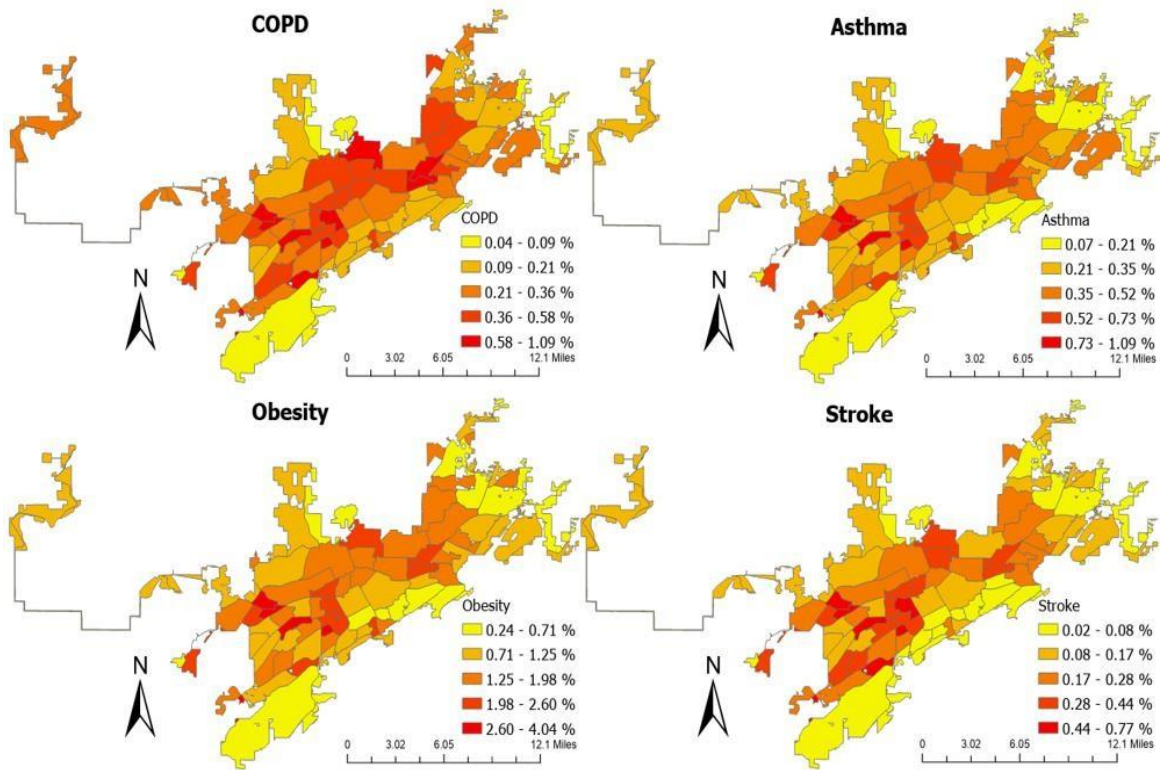 COPD
N
COPD
0.04 - 0.09 %
0.09 - 0.21 %
0.21 - 0.36 %
0.36 - 0.58 %
0.58 - 1.09 %
0 3.02 6.05 12.1 Miles
Asthma
N
Asthma
0.07 - 0.21 %
0.21 - 0.35 %
0.35 - 0.52 %
0.52 - 0.73 %
0.73 - 1.09 %
0 3.02 6.05 12.1 Miles
Obesity
N
Obesity
0.24 - 0.71 %
0.71 - 1.25 %
1.25 - 1.98 %
1.98 - 2.60 %
2.60 - 4.04 %
0 3.02 6.05 12.1 Miles
Stroke
N
Stroke
0.02 - 0.08 %
0.08 - 0.17 %
0.17 - 0.28 %
0.28 - 0.44 %
0.44 - 0.77 %
0 3.02 6.05 12.1 Miles